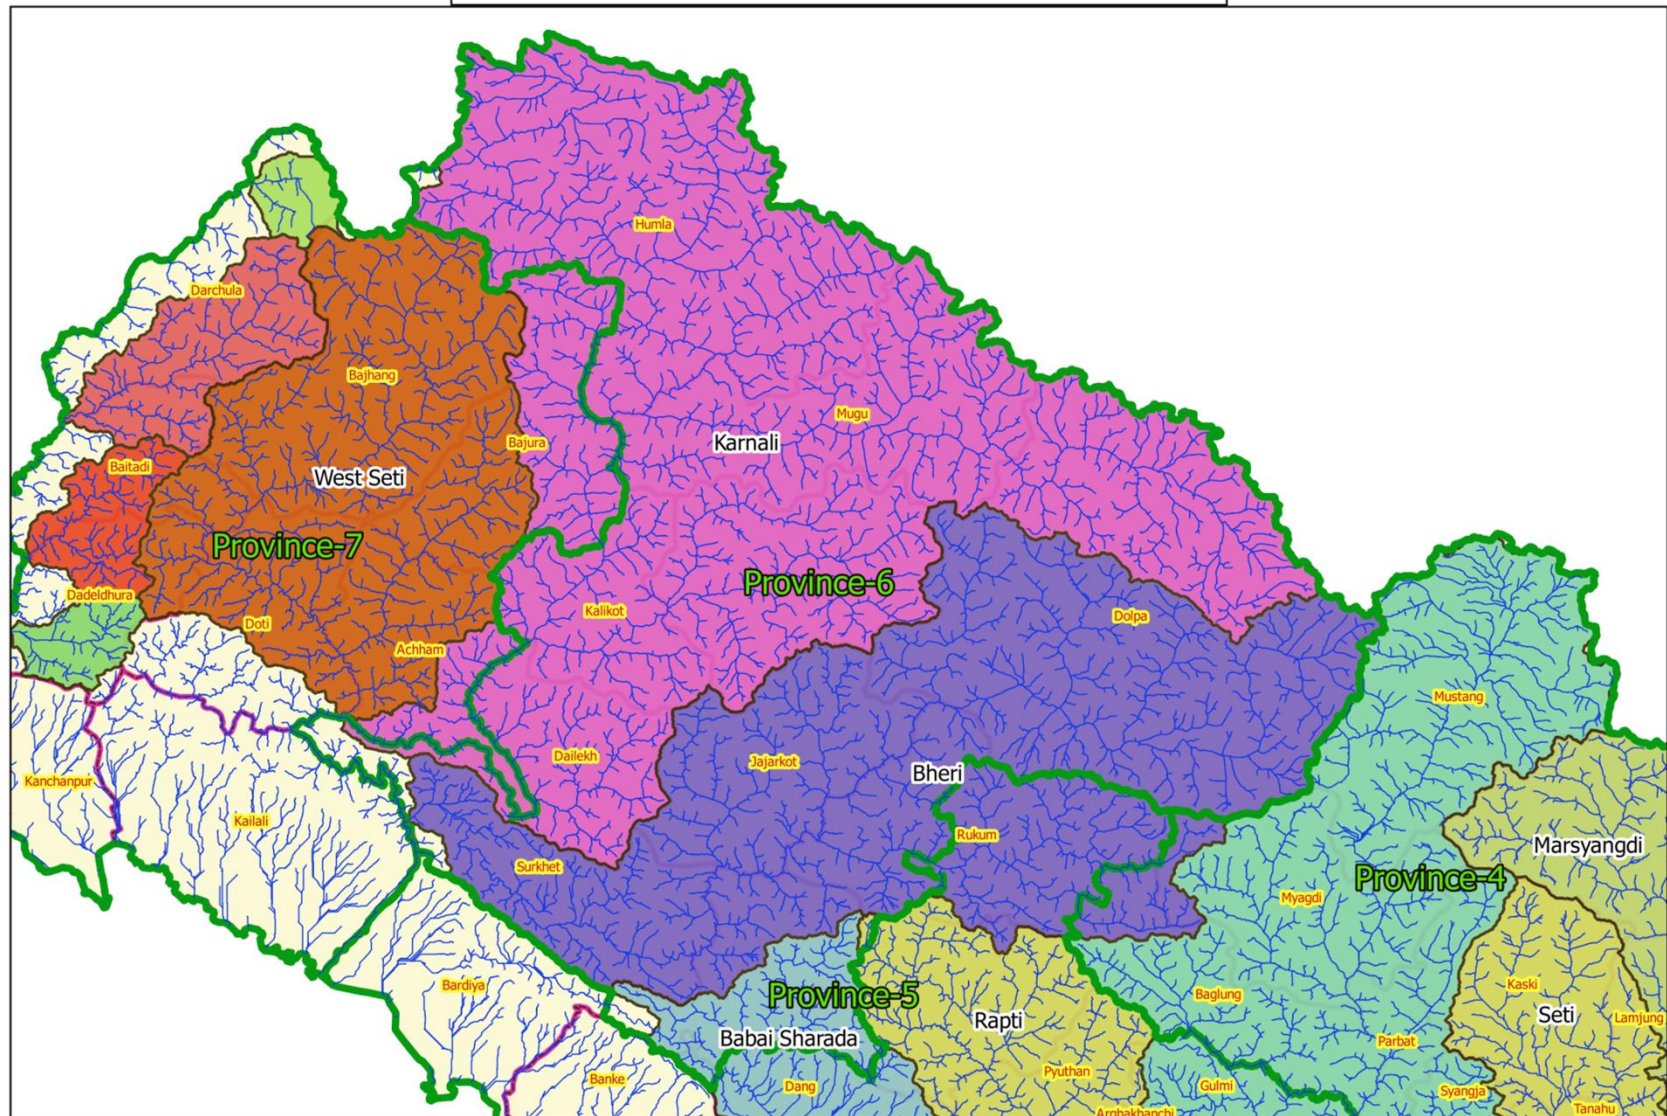 Humla
Darchula
Bajhang
Mugu
Bajura
Karnali
Baitadi
West Seti
Province-7
Province-6
Dadeldhura
Kalikot
Dolpa
Doti
Achham
Mustang
Dailekh
Jajarkot
Bheri
Kanchanpur
Kailali
Rukum
Marsyangdi
Surkhet
Province-4
Myagdi
Bardiya
Kaski
Province-5
Baglung
Seti
Lamjung
Rapti
Babai Sharada
Parbat
Pyuthan
Banke
Dang
Gulmi
Syangja
Tanahu